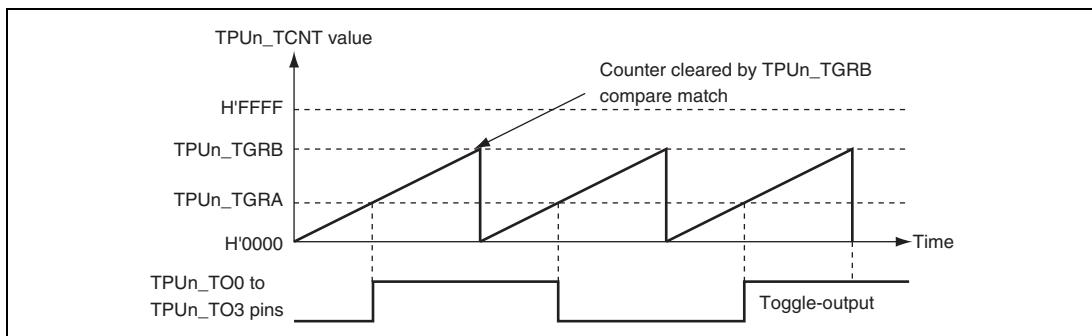 TPUn_TCNT value
Counter cleared by TPUn_TGRB
compare match
H'FFFF
TPUn_TGRB
TPUn_TGRA
H'0000
Time
TPUn_TO0 to
TPUn_TO3 pins
Toggle-output